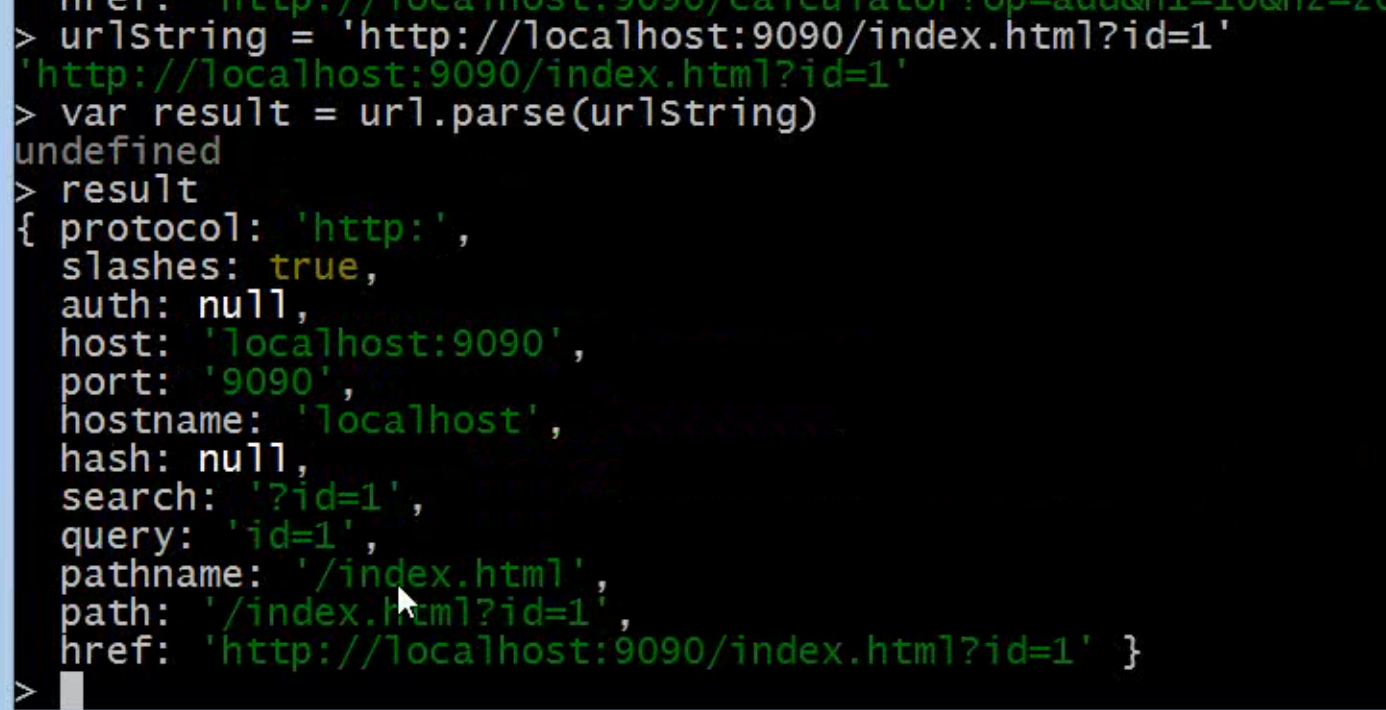 href: 'http://localhost:9090/calculator?op=add&n1=10&n2=20
> urlString = 'http://localhost:9090/index.html?id=1'
'http://localhost:9090/index.html?id=1'
> var result = url.parse(urlString)
undefined
> result
{ protocol: 'http:',
slashes: true,
auth: null,
host: 'localhost:9090',
port: '9090',
hostname: 'localhost',
hash: null,
search: '?id=1',
query: 'id=1',
pathname: '/index.html',
path: '/index.html?id=1',
href: 'http://localhost:9090/index.html?id=1' }
>